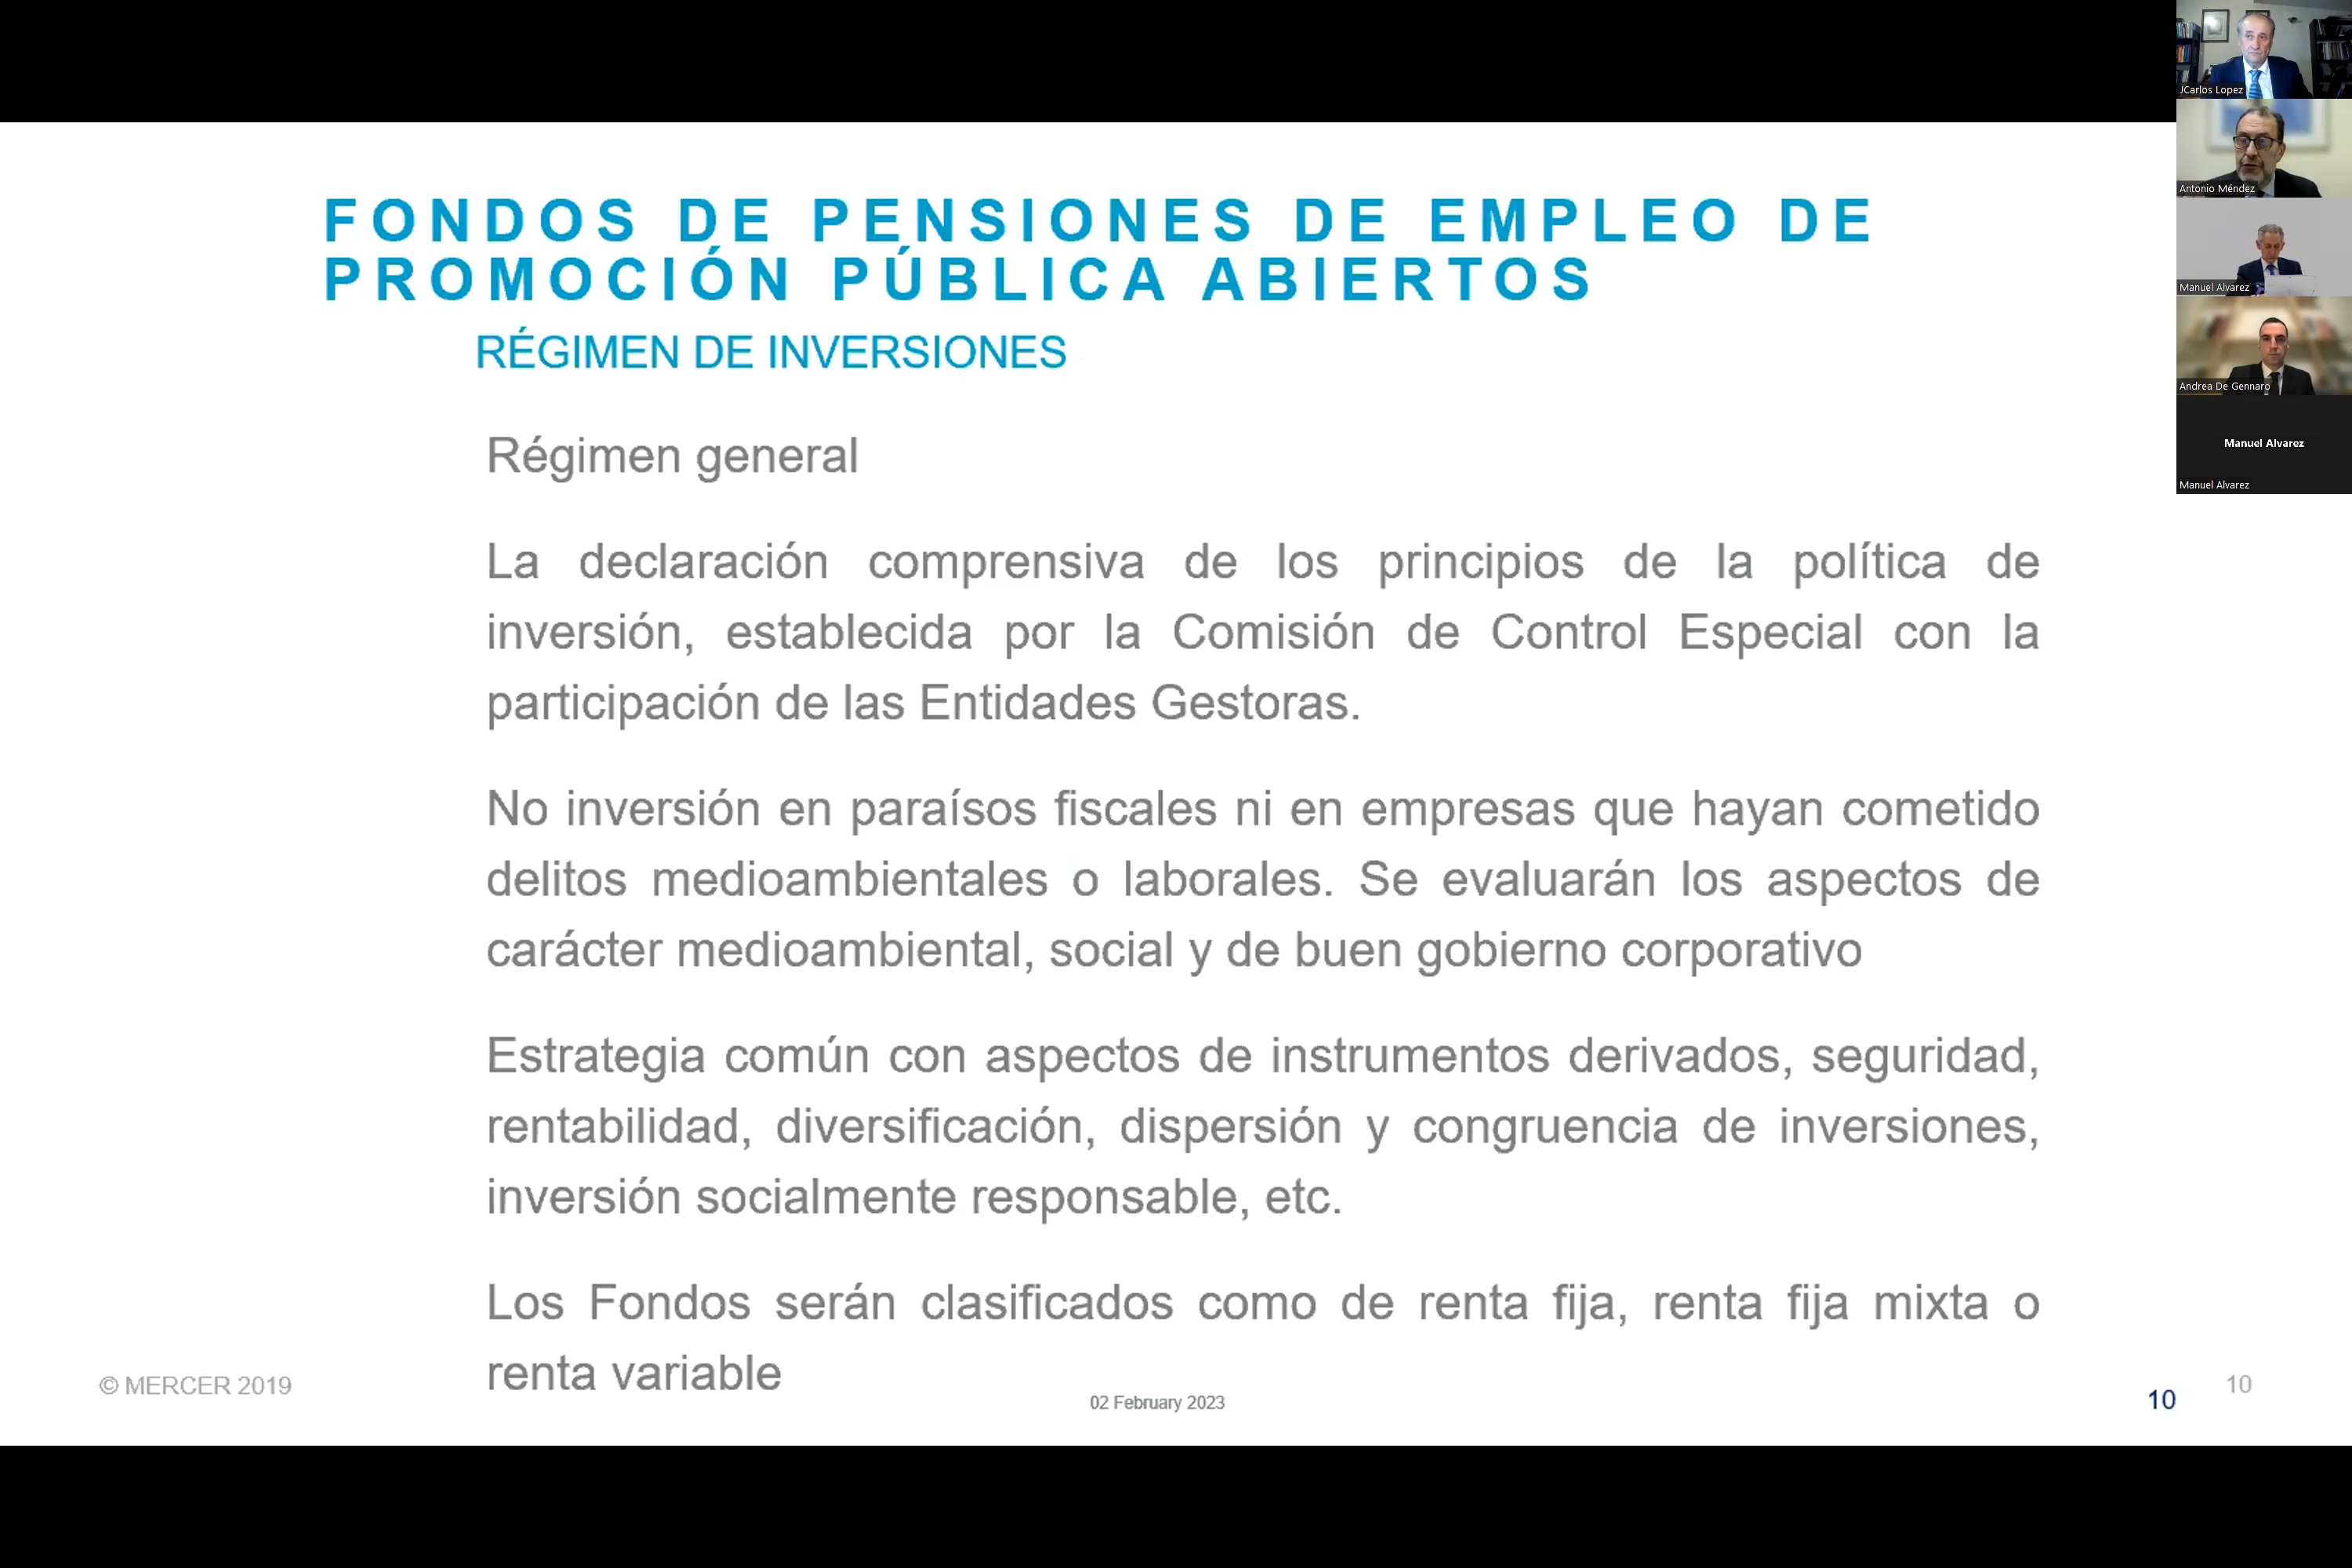 FONDOS DE PENSIONES DE EMPLEO DE
PROMOCIÓN PÚBLICA ABIERTOS
RÉGIMEN DE INVERSIONES
Régimen general
La declaración comprensiva de los principios de la política de
inversión, establecida por la Comisión de Control Especial con la
participación de las Entidades Gestoras.
No inversión en paraísos fiscales ni en empresas que hayan cometido
delitos medioambientales o laborales. Se evaluarán los aspectos de
carácter medioambiental, social y de buen gobierno corporativo
Estrategia común con aspectos de instrumentos derivados, seguridad,
rentabilidad, diversificación, dispersión y congruencia de inversiones,
inversión socialmente responsable, etc.
Los Fondos serán clasificados como de renta fija, renta fija mixta o
renta variable
© MERCER 2019
02 February 2023
10
10
JCarlos Lopez
Antonio Méndez
Manuel Alvarez
Andrea De Gennaro
Manuel Alvarez
Manuel Alvarez